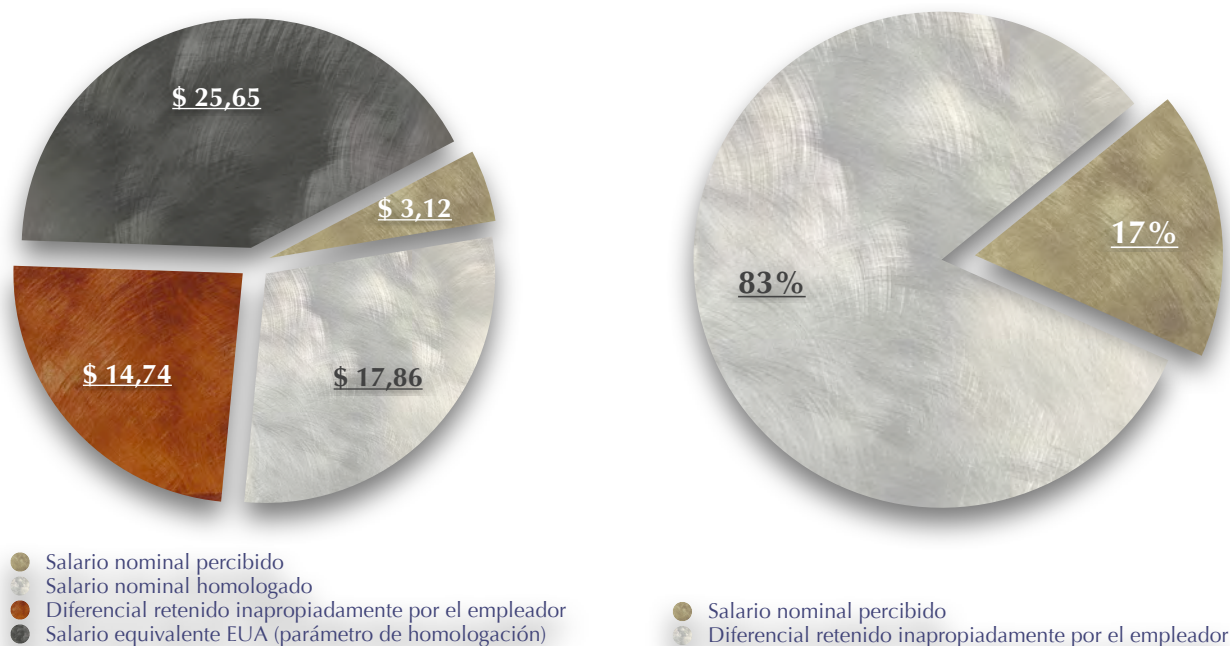 $ 25,65
$ 3,12
$ 14,74
$ 17,86
Salario nominal percibido
Salario nominal homologado
Diferencial retenido inapropiadamente por el empleador
Salario equivalente EUA (parámetro de homologación)
17%
83%
Salario nominal percibido
Diferencial retenido inapropiadamente por el empleador